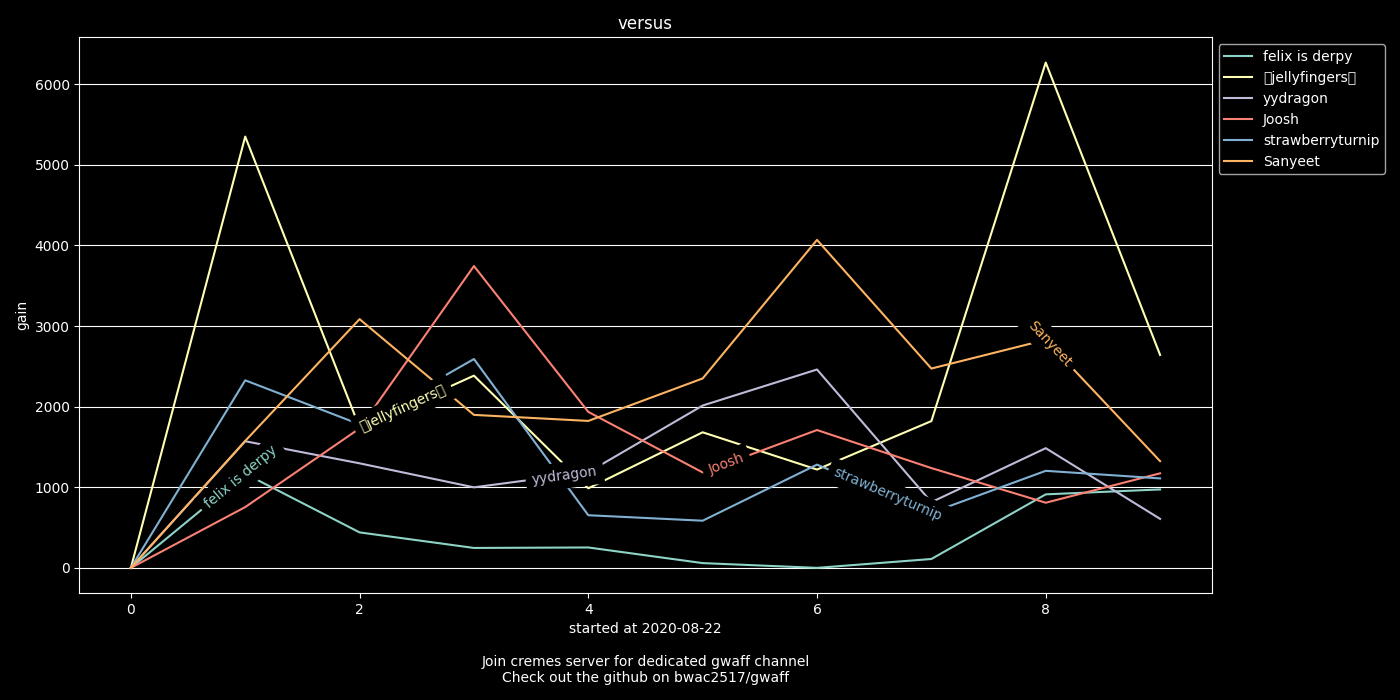 versus
felix is derpy
jellyfingers
yydragon
Joosh
strawberryturnip
Sanyeet
6000
5000
4000
3000
2000
1000
0
gain
felix is derpy
jellyfingers
yydragon
Joosh
strawberryturnip
Sanyeet
0 2 4 6 8
started at 2020-08-22
Join cremes server for dedicated gwaff channel
Check out the github on bwac2517/gwaff